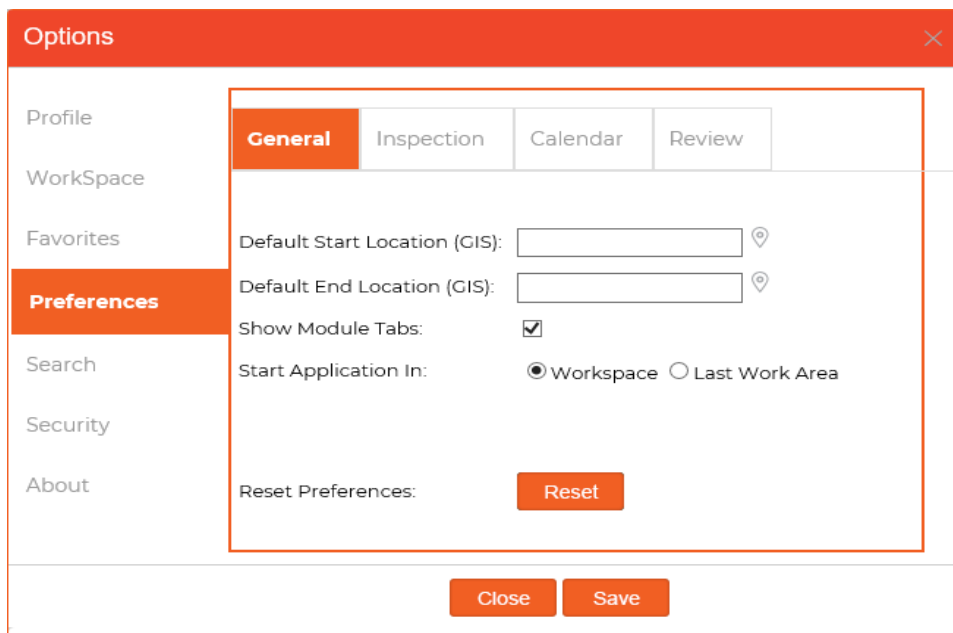 Options
Profile
WorkSpace
Favorites
Preferences
Search
Security
About
General Inspection Calendar Review
Default Start Location (GIS):
Default End Location (GIS):
Show Module Tabs:
Start Application In: Workspace Last Work Area
Reset Preferences: Reset
Close Save